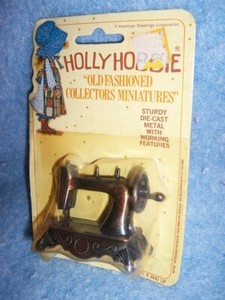 © American Greetings Corporation
HOLLY HOBBIE
"OLD FASHIONED
COLLECTORS MINIATURES"
STURDY
DIE-CAST
METAL
WITH
WORKING
FEATURES